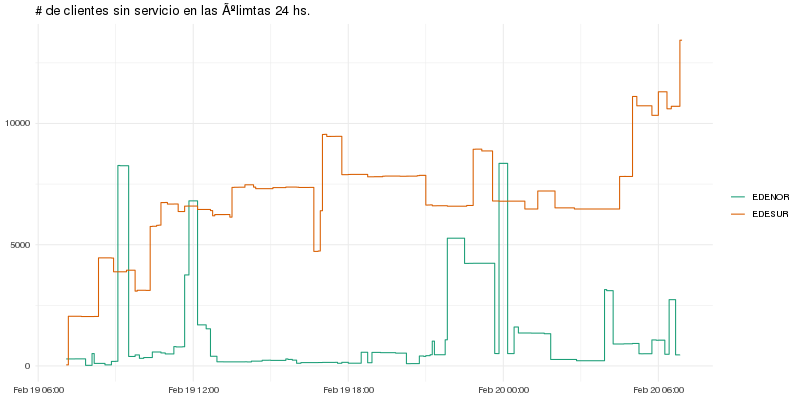 # de clientes sin servicio en las Ãºlimtas 24 hs.
10000
5000
0
Feb 19 06:00
Feb 19 12:00
Feb 19 18:00
Feb 20 00:00
Feb 20 06:00
EDENOR
EDESUR